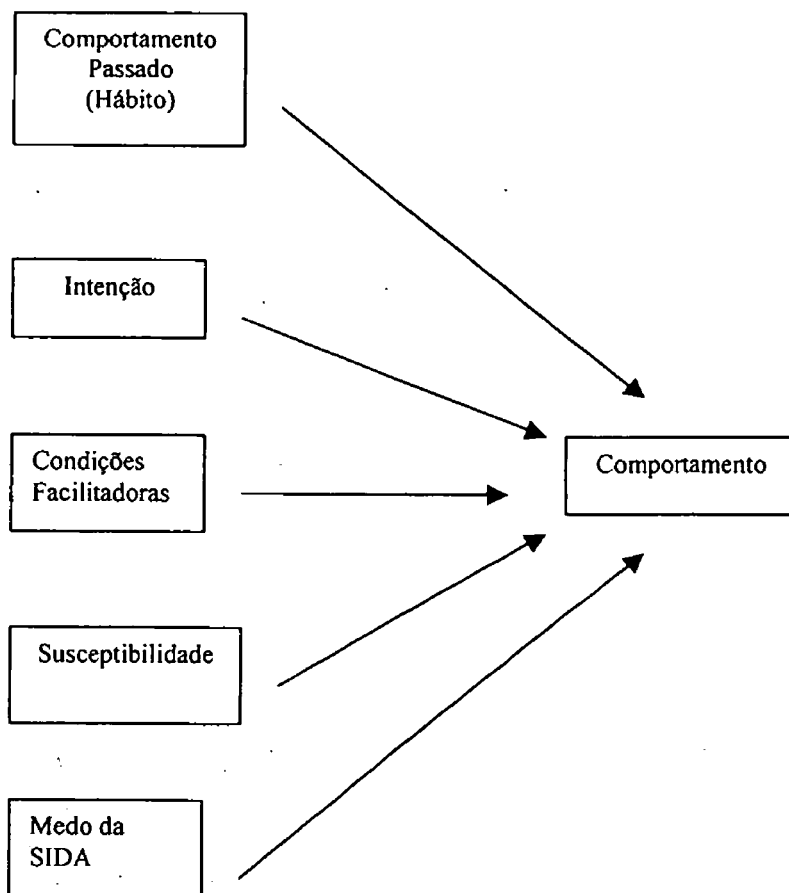 Comportamento
Passado
(Hábito)
Intenção
Condições
Facilitadoras
Comportamento
Susceptibilidade
Medo da
SIDA